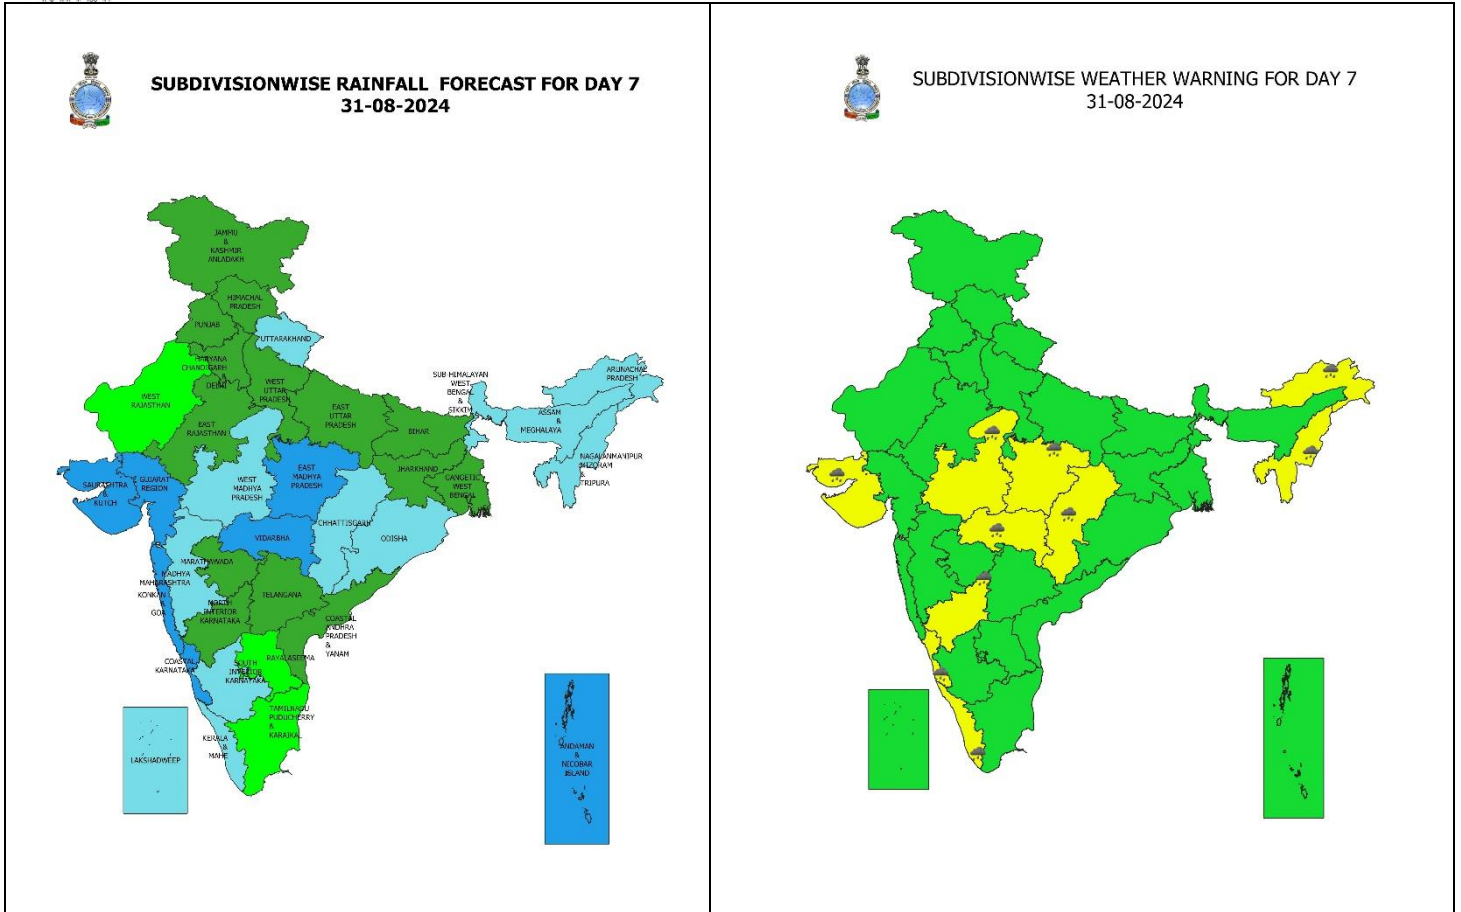 SUBDIVISIONWISE RAINFALL FORECAST FOR DAY 7
31-08-2024
JAMMU
&
KASHMIR
ANLADAKH
HIMACHAL
PRADESH
PUNJAB
UTTARAKHAND
HARYANA
CHANDIGARH
&
DELHI
WEST
UTTAR
PRADESH
WEST
RAJASTHAN
EAST
RAJASTHAN
EAST
UTTAR
PRADESH
BIHAR
SUB HIMALAYAN
WEST
BENGAL
&
SIKKIM
ARUNACHAL
PRADESH
ASSAM
&
MEGHALAYA
NAGALANMANIPUR
MIZORAM
&
TRIPURA
JHARKHAND
GANGETIC
WEST
BENGAL
SAURASHTRA
&
KUTCH
GUJARAT
REGION
WEST
MADHYA
PRADESH
EAST
MADHYA
PRADESH
CHHATTISGARH
ODISHA
VIDARBHA
MARATHAWADA
MADHYA
MAHARASHTRA
KONKAN
&
GOA
NORTH
INTERIOR
KARNATAKA
TELANGANA
COASTAL
ANDHRA
PRADESH
&
YANAM
COASTAL
KARNATAKA
SOUTH
INTERIOR
KARNATAKA
RAYALASEEMA
TAMILNADU
PUDUCHERRY
&
KARAIKAL
KERALA
&
MAHE
LAKSHADWEEP
ANDAMAN
&
NICOBAR
ISLAND
SUBDIVISIONWISE WEATHER WARNING FOR DAY 7
31-08-2024